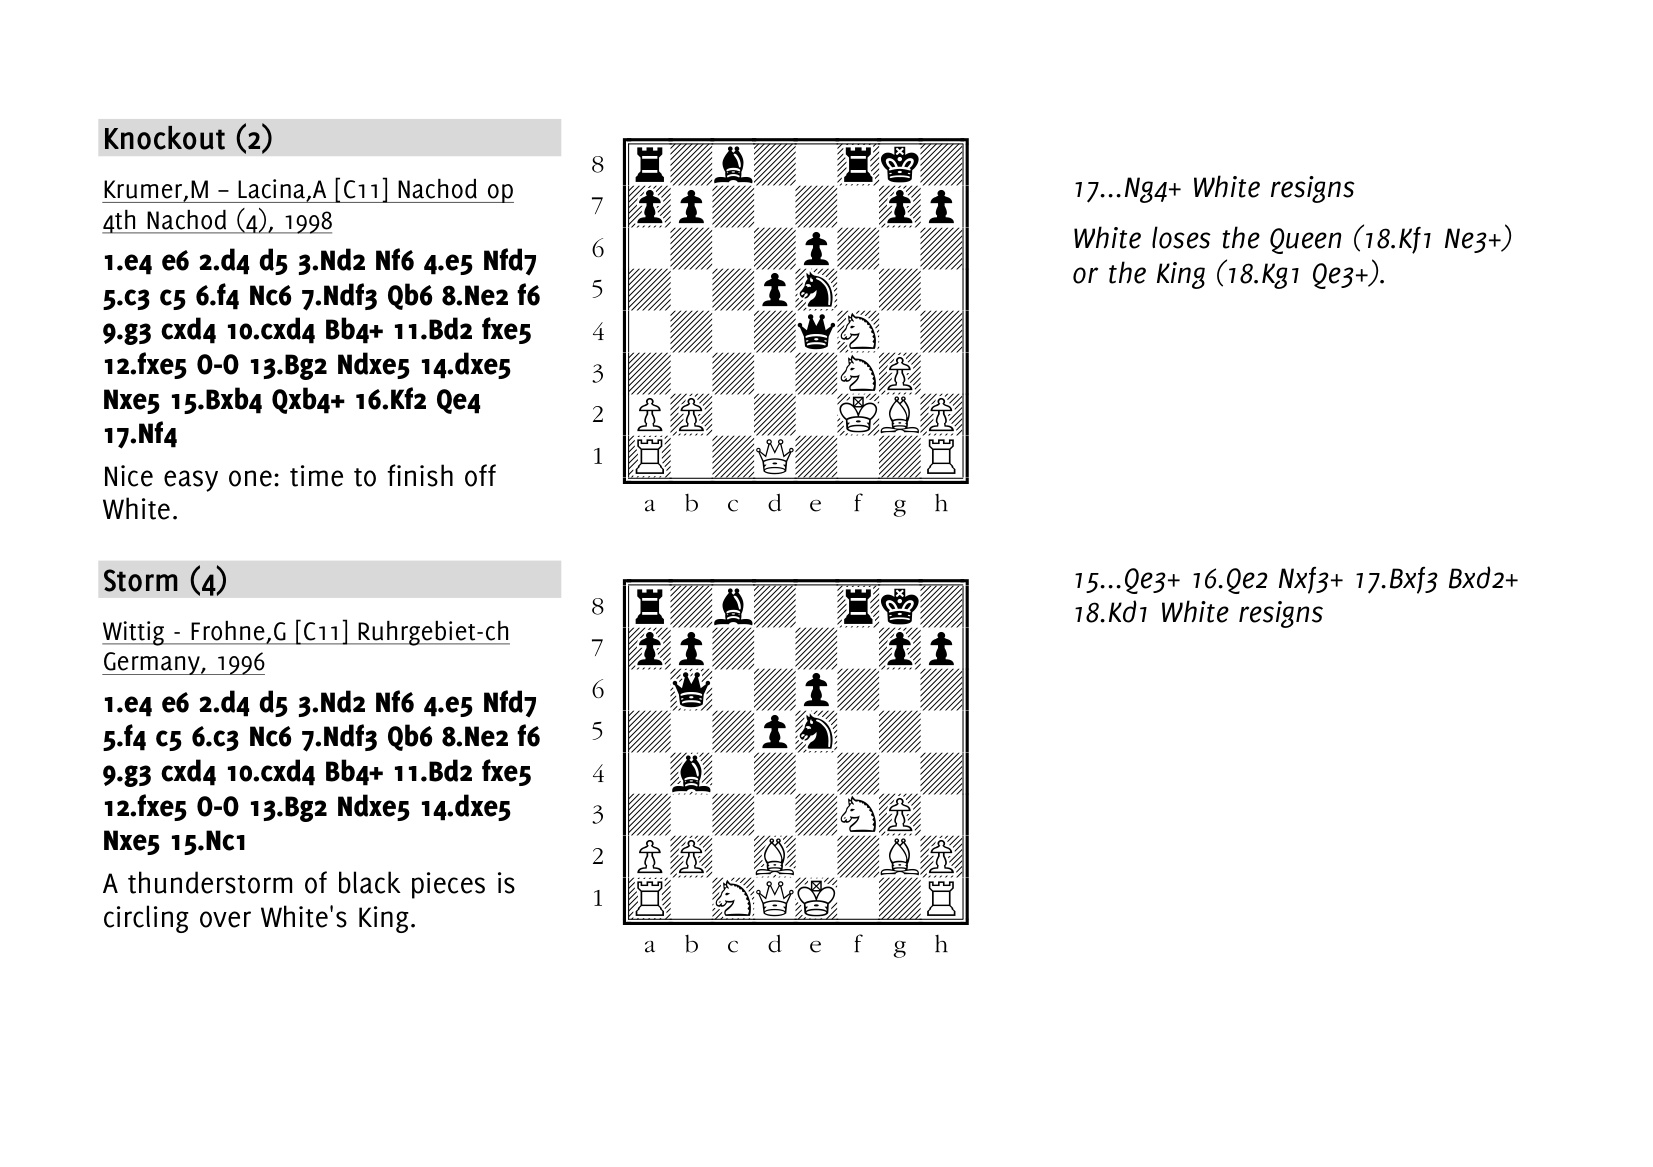 Knockout (2)
Krumer,M – Lacina,A [C11] Nachod op
4th Nachod (4), 1998
1.e4 e6 2.d4 d5 3.Nd2 Nf6 4.e5 Nfd7
5.c3 c5 6.f4 Nc6 7.Ndf3 Qb6 8.Ne2 f6
9.g3 cxd4 10.cxd4 Bb4+ 11.Bd2 fxe5
12.fxe5 O-O 13.Bg2 Ndxe5 14.dxe5
Nxe5 15.Bxb4 Qxb4+ 16.Kf2 Qe4
17.Nf4
Nice easy one: time to finish off
White.
8
7
6
5
4
3
2
1
a b c d e f g h
17...Ng4+ White resigns
White loses the Queen (18.Kf1 Ne3+)
or the King (18.Kg1 Qe3+).
Storm (4)
Wittig - Frohne,G [C11] Ruhrgebiet-ch
Germany, 1996
1.e4 e6 2.d4 d5 3.Nd2 Nf6 4.e5 Nfd7
5.f4 c5 6.c3 Nc6 7.Ndf3 Qb6 8.Ne2 f6
9.g3 cxd4 10.cxd4 Bb4+ 11.Bd2 fxe5
12.fxe5 O-O 13.Bg2 Ndxe5 14.dxe5
Nxe5 15.Nc1
A thunderstorm of black pieces is
circling over White's King.
8
7
6
5
4
3
2
1
a b c d e f g h
15...Qe3+ 16.Qe2 Nxf3+ 17.Bxf3 Bxd2+
18.Kd1 White resigns